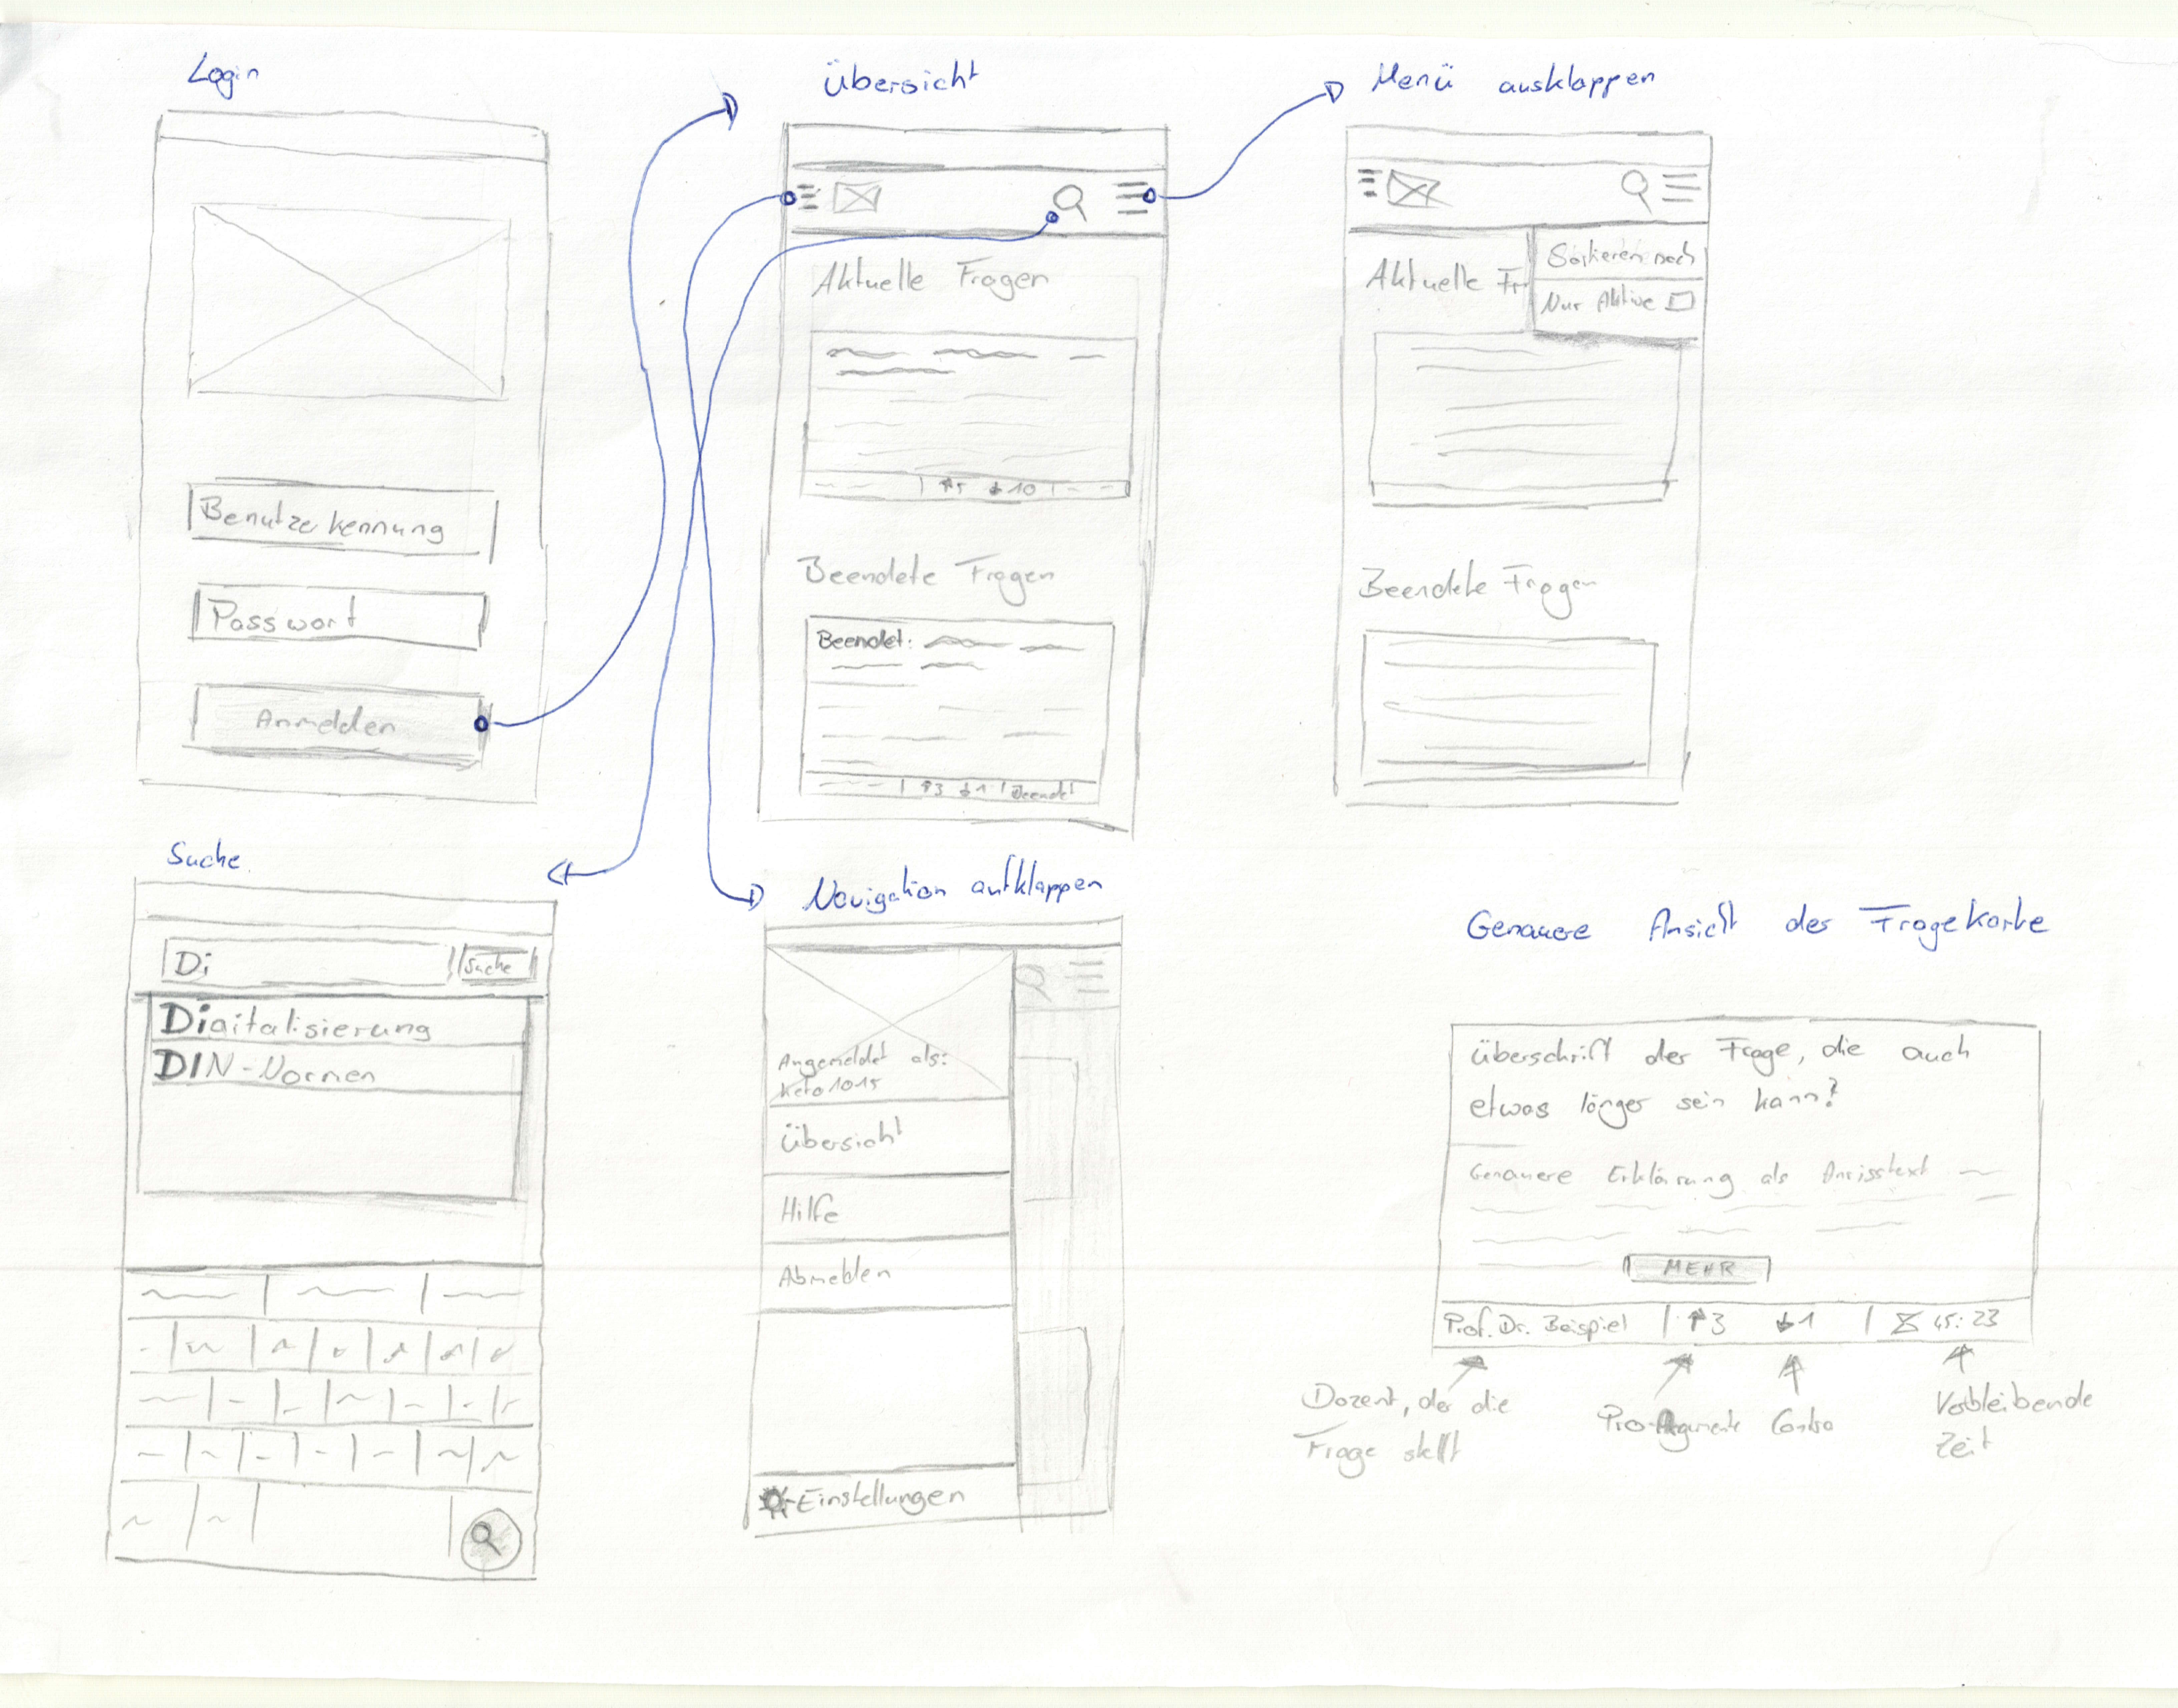 Login
Benutzerkennung
Passwort
Anmelden
Übersicht
Aktuelle Fragen
5 10
Beendete Fragen
Beendet:
3 1 Beendet
Menü ausklappen
Sortieren nach
Nur Aktive
Aktuelle Fr
Beendete Fragen
Suche
Di
Suche
Digitalisierung
DIN-Normen
Navigation aufklappen
Angemeldet als:
keto1015
Übersicht
Hilfe
Abmelden
Einstellungen
Genauere Ansicht der Fragekarte
Überschrift der Frage, die auch
etwas länger sein kann?
Genauere Erklärung als Anrisstext
MEHR
Prof. Dr. Beispiel 3 1 45:23
Dozent, der die
Frage stellt
Pro-Argumente
Contra
Verbleibende
Zeit